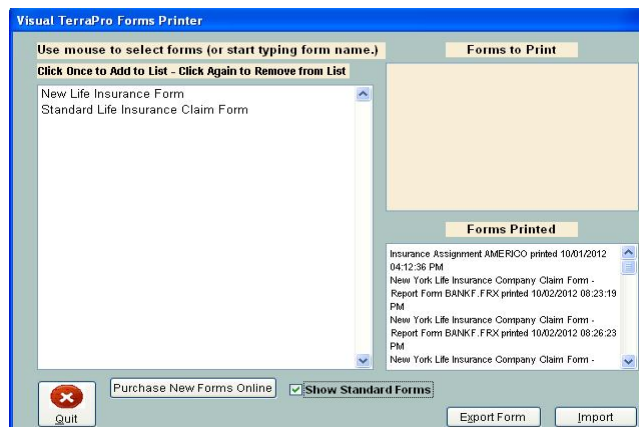 Visual TerraPro Forms Printer
Use mouse to select forms (or start typing form name.)
Click Once to Add to List - Click Again to Remove from List
New Life Insurance Form
Standard Life Insurance Claim Form
Forms to Print
Forms Printed
Insurance Assignment AMERICO printed 10/01/2012
04:12:36 PM
New York Life Insurance Company Claim Form -
Report Form BANKF.FRX printed 10/02/2012 08:23:19
PM
New York Life Insurance Company Claim Form -
Report Form BANKF.FRX printed 10/02/2012 08:26:23
PM
New York Life Insurance Company Claim Form -
Quit
Purchase New Forms Online
Show Standard Forms
Export Form
Import